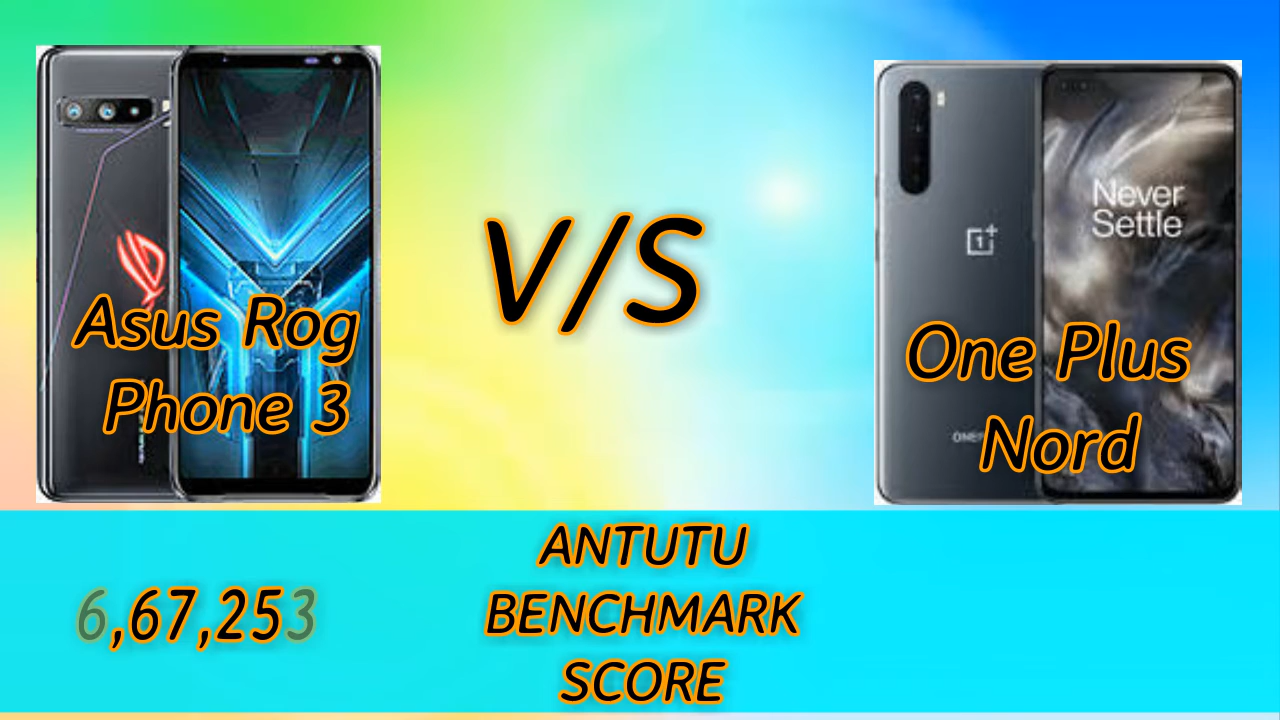 Never
Settle
V/S
Asus Rog
Phone 3
One Plus
Nord
ANTUTU
BENCHMARK
SCORE
6,67,253